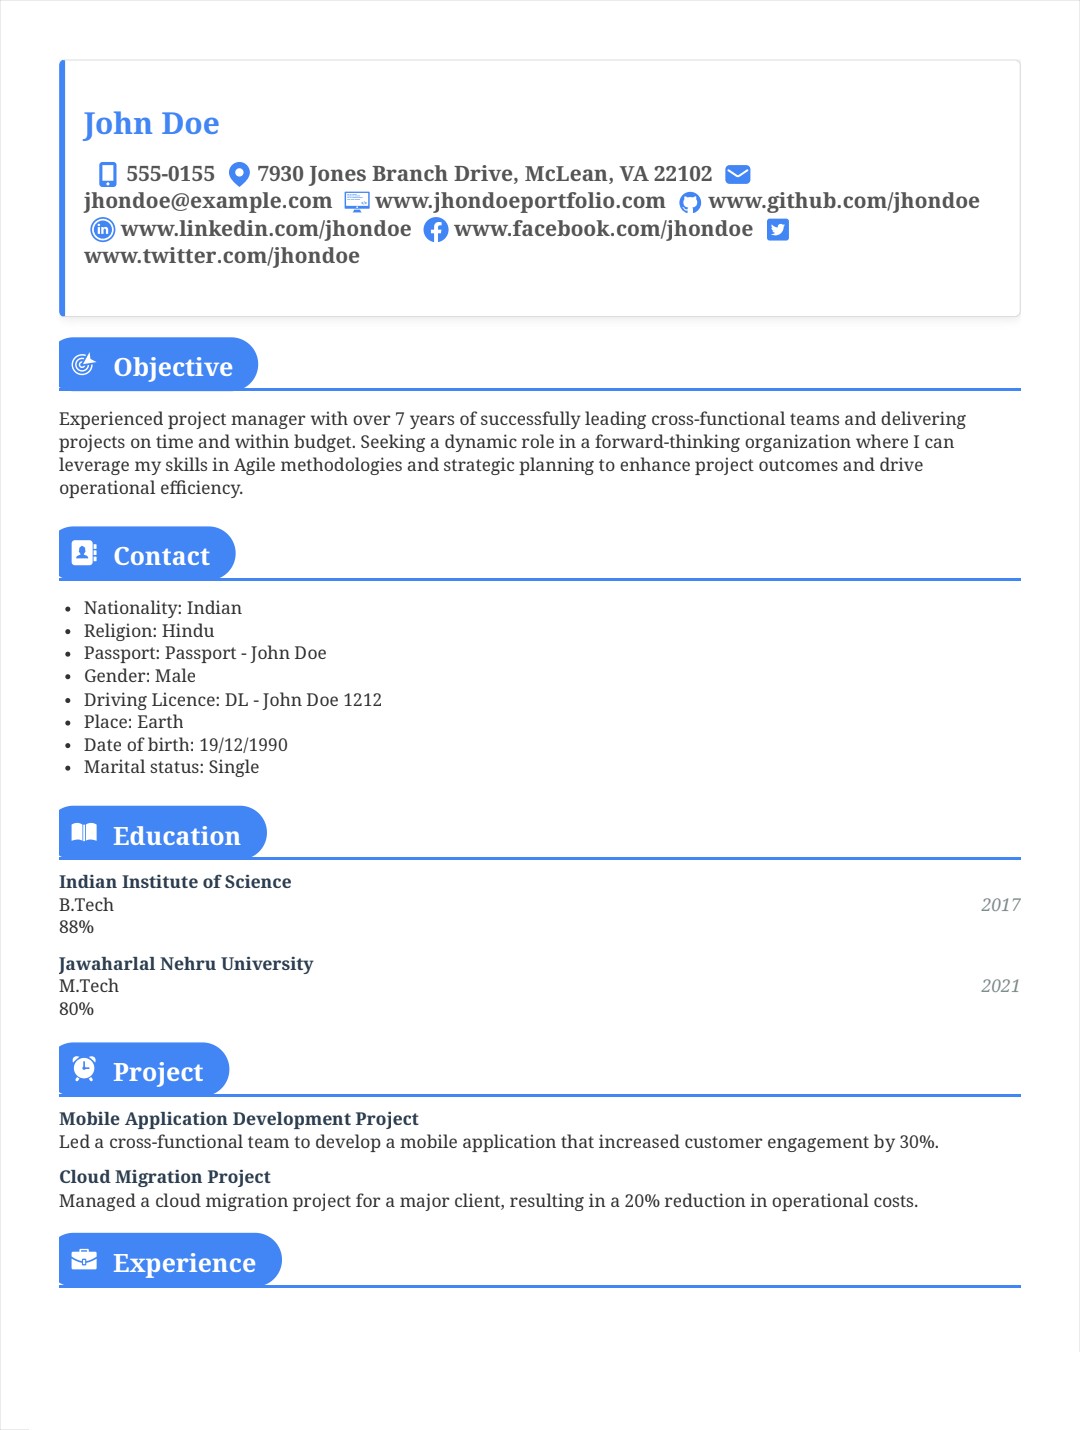 John Doe
555-0155 7930 Jones Branch Drive, McLean, VA 22102
jhondoe@example.com www.jhondoeportfolio.com www.github.com/jhondoe
www.linkedin.com/jhondoe www.facebook.com/jhondoe
www.twitter.com/jhondoe
Objective
Experienced project manager with over 7 years of successfully leading cross-functional teams and delivering
projects on time and within budget. Seeking a dynamic role in a forward-thinking organization where I can
leverage my skills in Agile methodologies and strategic planning to enhance project outcomes and drive
operational efficiency.
Contact
• Nationality: Indian
• Religion: Hindu
• Passport: Passport - John Doe
• Gender: Male
• Driving Licence: DL - John Doe 1212
• Place: Earth
• Date of birth: 19/12/1990
• Marital status: Single
Education
Indian Institute of Science
B.Tech 2017
88%
Jawaharlal Nehru University
M.Tech 2021
80%
Project
Mobile Application Development Project
Led a cross-functional team to develop a mobile application that increased customer engagement by 30%.
Cloud Migration Project
Managed a cloud migration project for a major client, resulting in a 20% reduction in operational costs.
Experience